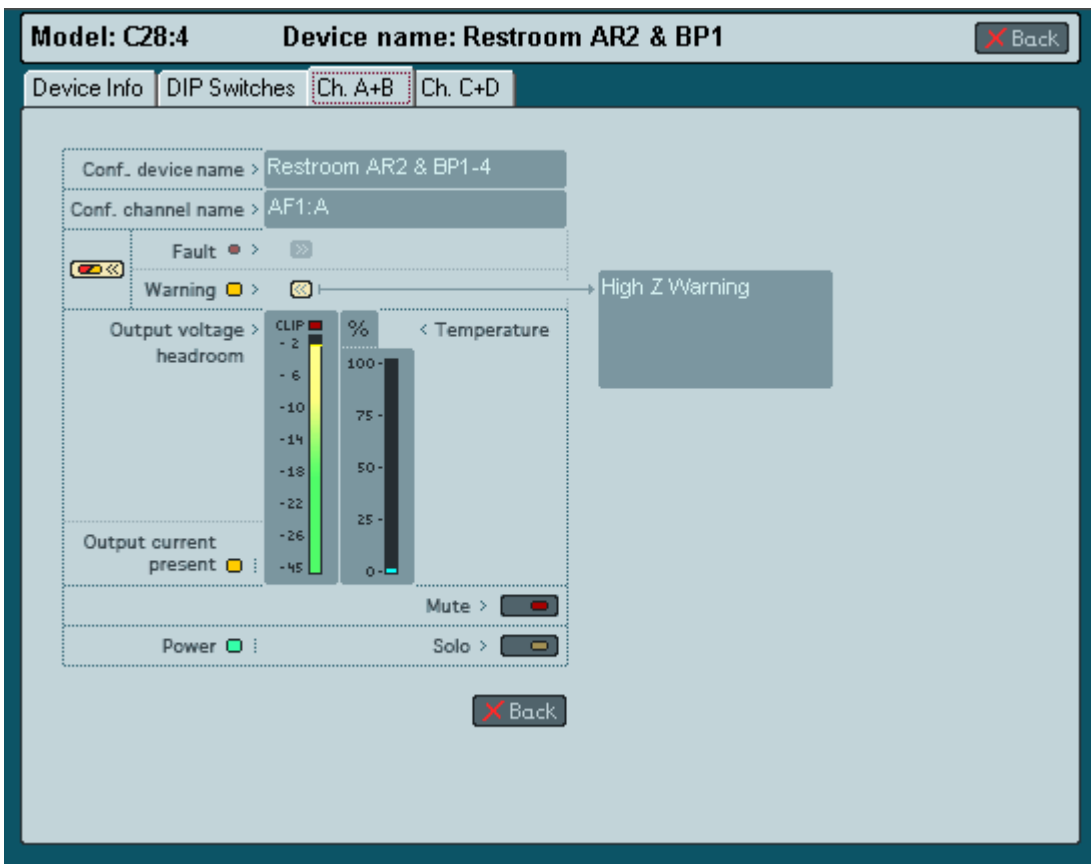 Model: C28:4 Device name: Restroom AR2 & BP1 Back
Device Info DIP Switches Ch. A+B Ch. C+D
Conf. device name > Restroom AR2 & BP1-4
Conf. channel name > AF1:A
Fault >
Warning > High Z Warning
Output voltage > CLIP % < Temperature
headroom - 2
100-
- 6
-10
75-
-14
-18 50-
-22
25-
Output current -26
present -45 0-
Mute >
Power Solo >
Back